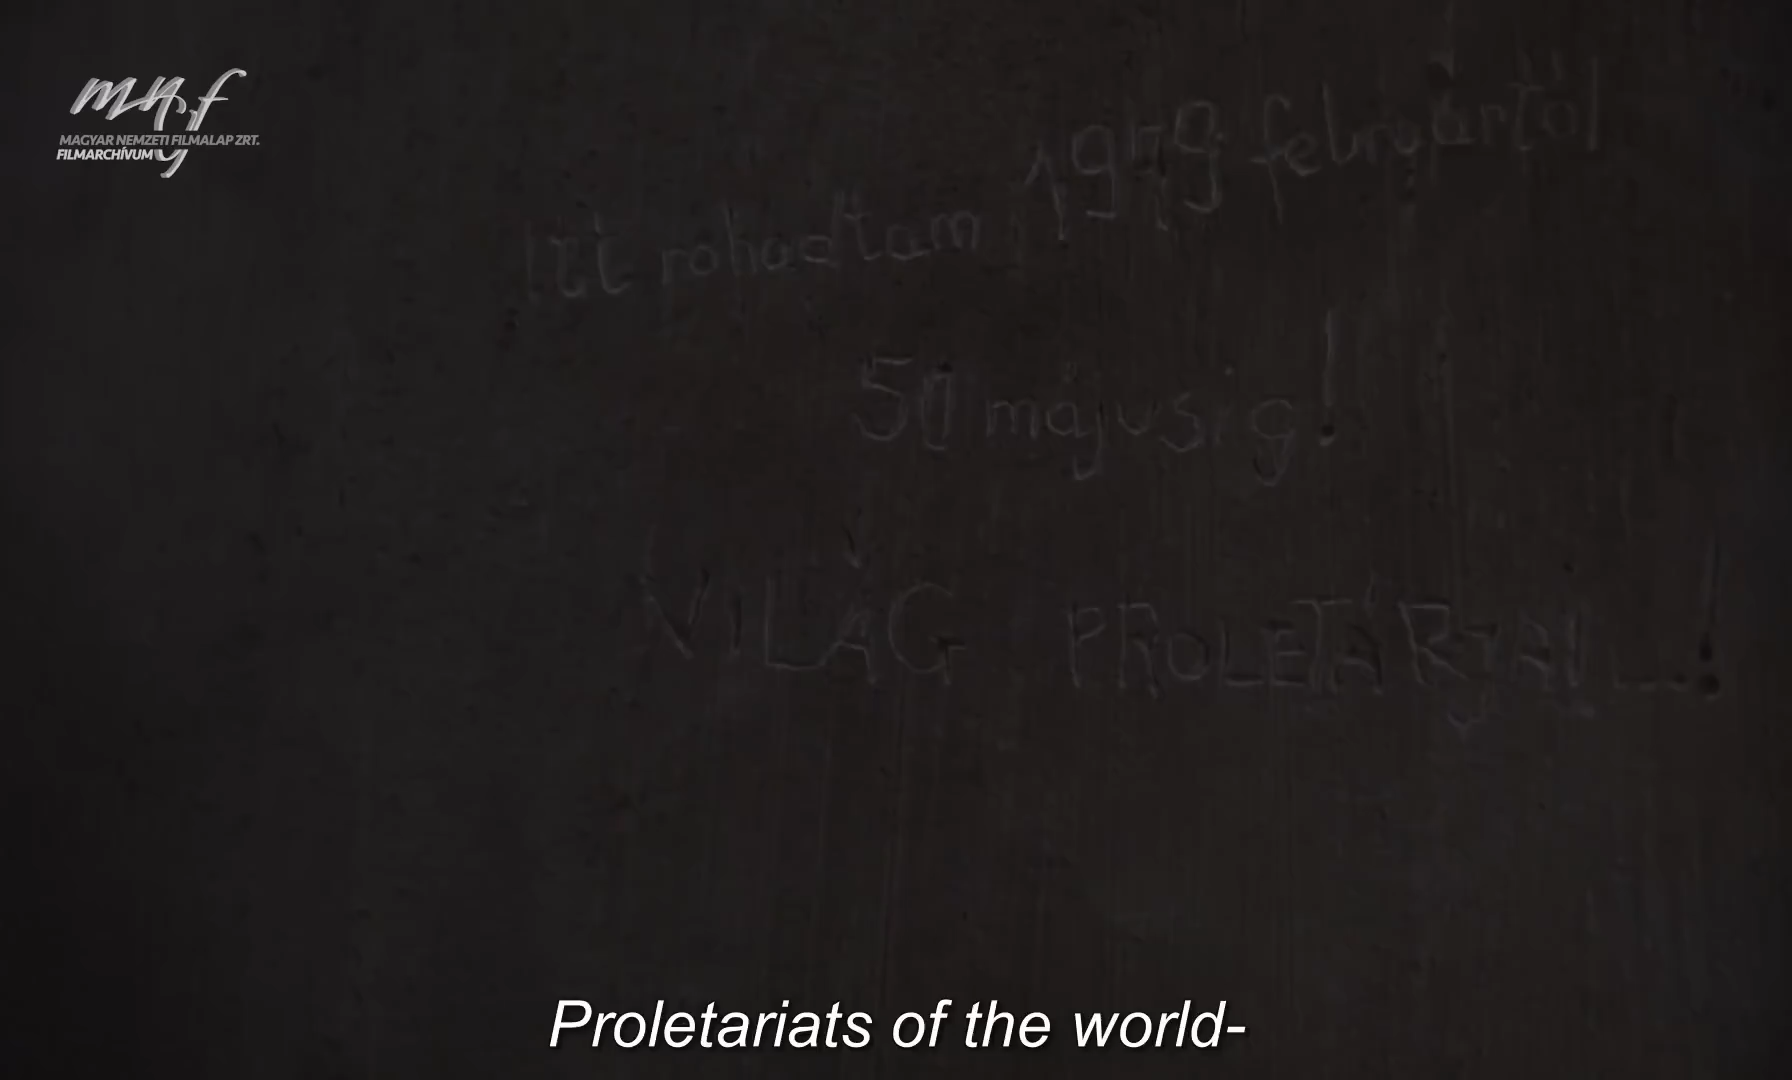 mnf
MAGYAR NEMZETI FILMALAP ZRT.
FILMARCHÍVUM
Itt rohadtam 1949 februártól
50 májusig!
VILÁG PROLETÁRJAI...!
Proletariats of the world-